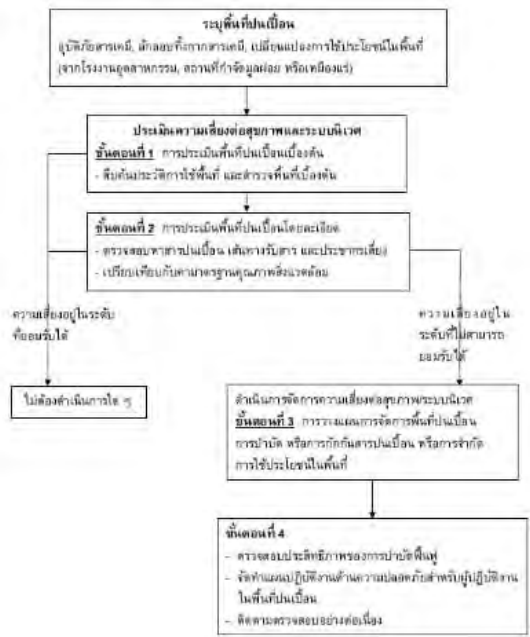 ระบุพื้นที่ปนเปื้อน
อุบัติภัยสารเคมี, ลักลอบทิ้งกากสารเคมี, เปลี่ยนแปลงการใช้ประโยชน์ในพื้นที่
(จากโรงงานอุตสาหกรรม, สถานที่กำจัดมูลฝอย หรือเหมืองแร่)
ประเมินความเสี่ยงต่อสุขภาพและระบบนิเวศ
ขั้นตอนที่ 1 การประเมินพื้นที่ปนเปื้อนเบื้องต้น
- สืบค้นประวัติการใช้พื้นที่ และสำรวจพื้นที่เบื้องต้น
ขั้นตอนที่ 2 การประเมินพื้นที่ปนเปื้อนโดยละเอียด
- ตรวจสอบหาสารปนเปื้อน เส้นทางรับสาร และประชากรเสี่ยง
- เปรียบเทียบกับค่ามาตรฐานคุณภาพสิ่งแวดล้อม
ความเสี่ยงอยู่ในระดับ
ที่ยอมรับได้
ความเสี่ยงอยู่ใน
ระดับที่ไม่สามารถ
ยอมรับได้
ไม่ต้องดำเนินการใด ๆ
ดำเนินการจัดการความเสี่ยงต่อสุขภาพ/ระบบนิเวศ
ขั้นตอนที่ 3 การวางแผนการจัดการพื้นที่ปนเปื้อน
การบำบัด หรือการกักกันสารปนเปื้อน หรือการจำกัด
การใช้ประโยชน์ในพื้นที่
ขั้นตอนที่ 4
- ตรวจสอบประสิทธิภาพของการบำบัดฟื้นฟู
- จัดทำแผนปฏิบัติงานด้านความปลอดภัยสำหรับผู้ปฏิบัติงาน
ในพื้นที่ปนเปื้อน
- ติดตามตรวจสอบอย่างต่อเนื่อง